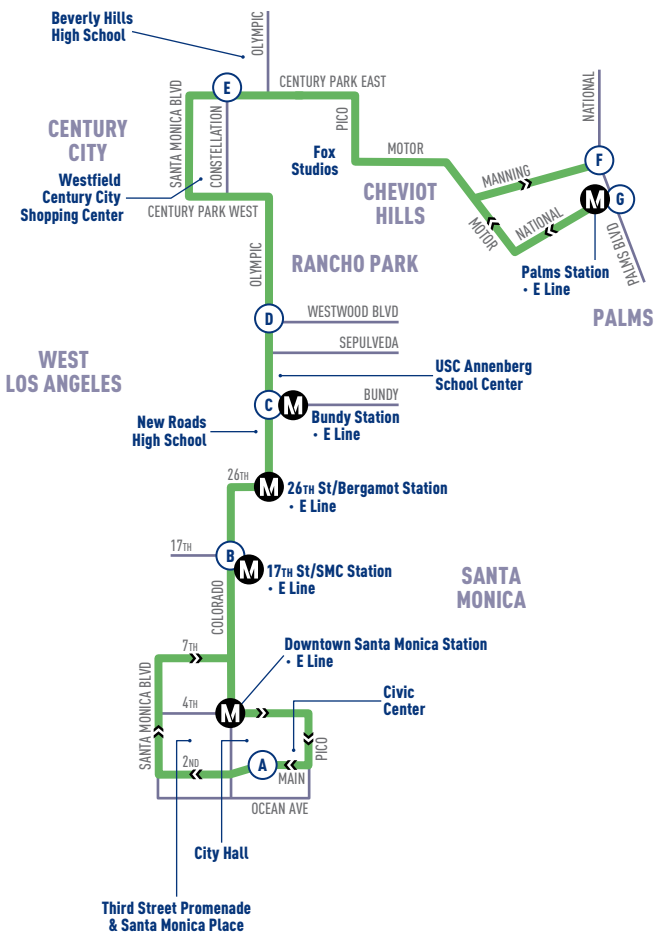 Beverly Hills
High School
OLYMPIC
CENTURY PARK EAST
E
SANTA MONICA BLVD
CONSTELLATION
PICO
NATIONAL
CENTURY
CITY
Fox
Studios
MOTOR
F
MANNING
Westfield
Century City
Shopping Center
CENTURY PARK WEST
CHEVIOT
HILLS
M
G
NATIONAL
MOTOR
PALMS BLVD
OLYMPIC
RANCHO PARK
Palms Station
• E Line
PALMS
D
WESTWOOD BLVD
SEPULVEDA
WEST
LOS ANGELES
USC Annenberg
School Center
BUNDY
C
M
Bundy Station
• E Line
New Roads
High School
26TH
M
26TH St/Bergamot Station
• E Line
17TH
B
M
17TH St/SMC Station
• E Line
SANTA
MONICA
COLORADO
7TH
Downtown Santa Monica Station
• E Line
SANTA MONICA BLVD
4TH
M
Civic
Center
PICO
2ND
A
MAIN
OCEAN AVE
City Hall
Third Street Promenade
& Santa Monica Place